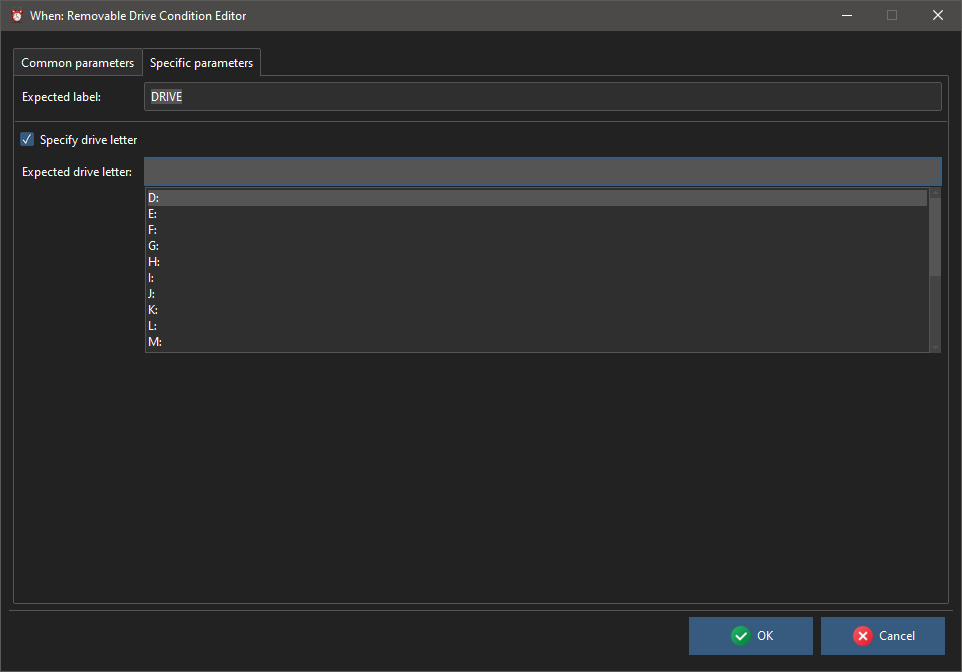 When: Removable Drive Condition Editor
Common parameters Specific parameters
Expected label: DRIVE
Specify drive letter
Expected drive letter:
D:
E:
F:
G:
H:
I:
J:
K:
L:
M:
OK Cancel